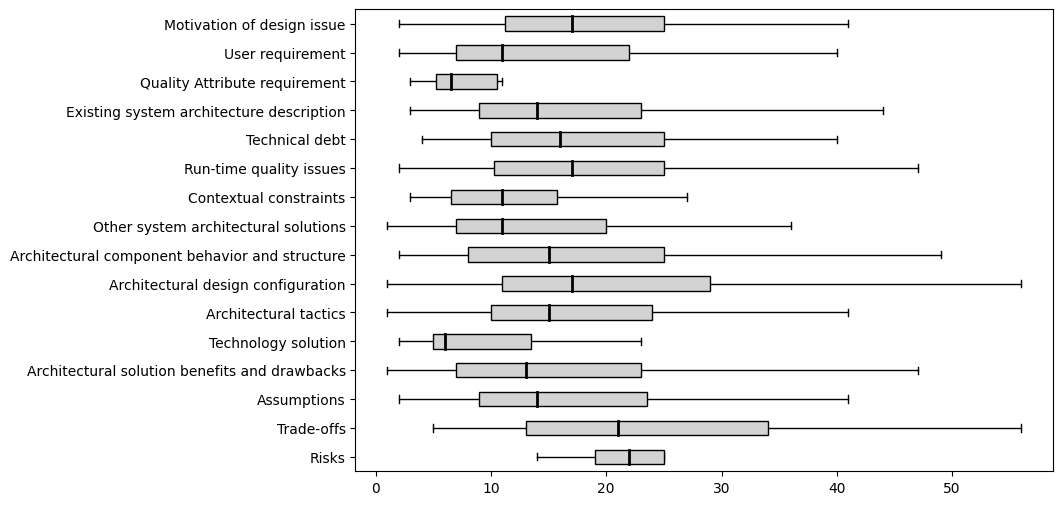 Motivation of design issue
User requirement
Quality Attribute requirement
Existing system architecture description
Technical debt
Run-time quality issues
Contextual constraints
Other system architectural solutions
Architectural component behavior and structure
Architectural design configuration
Architectural tactics
Technology solution
Architectural solution benefits and drawbacks
Assumptions
Trade-offs
Risks
0 10 20 30 40 50